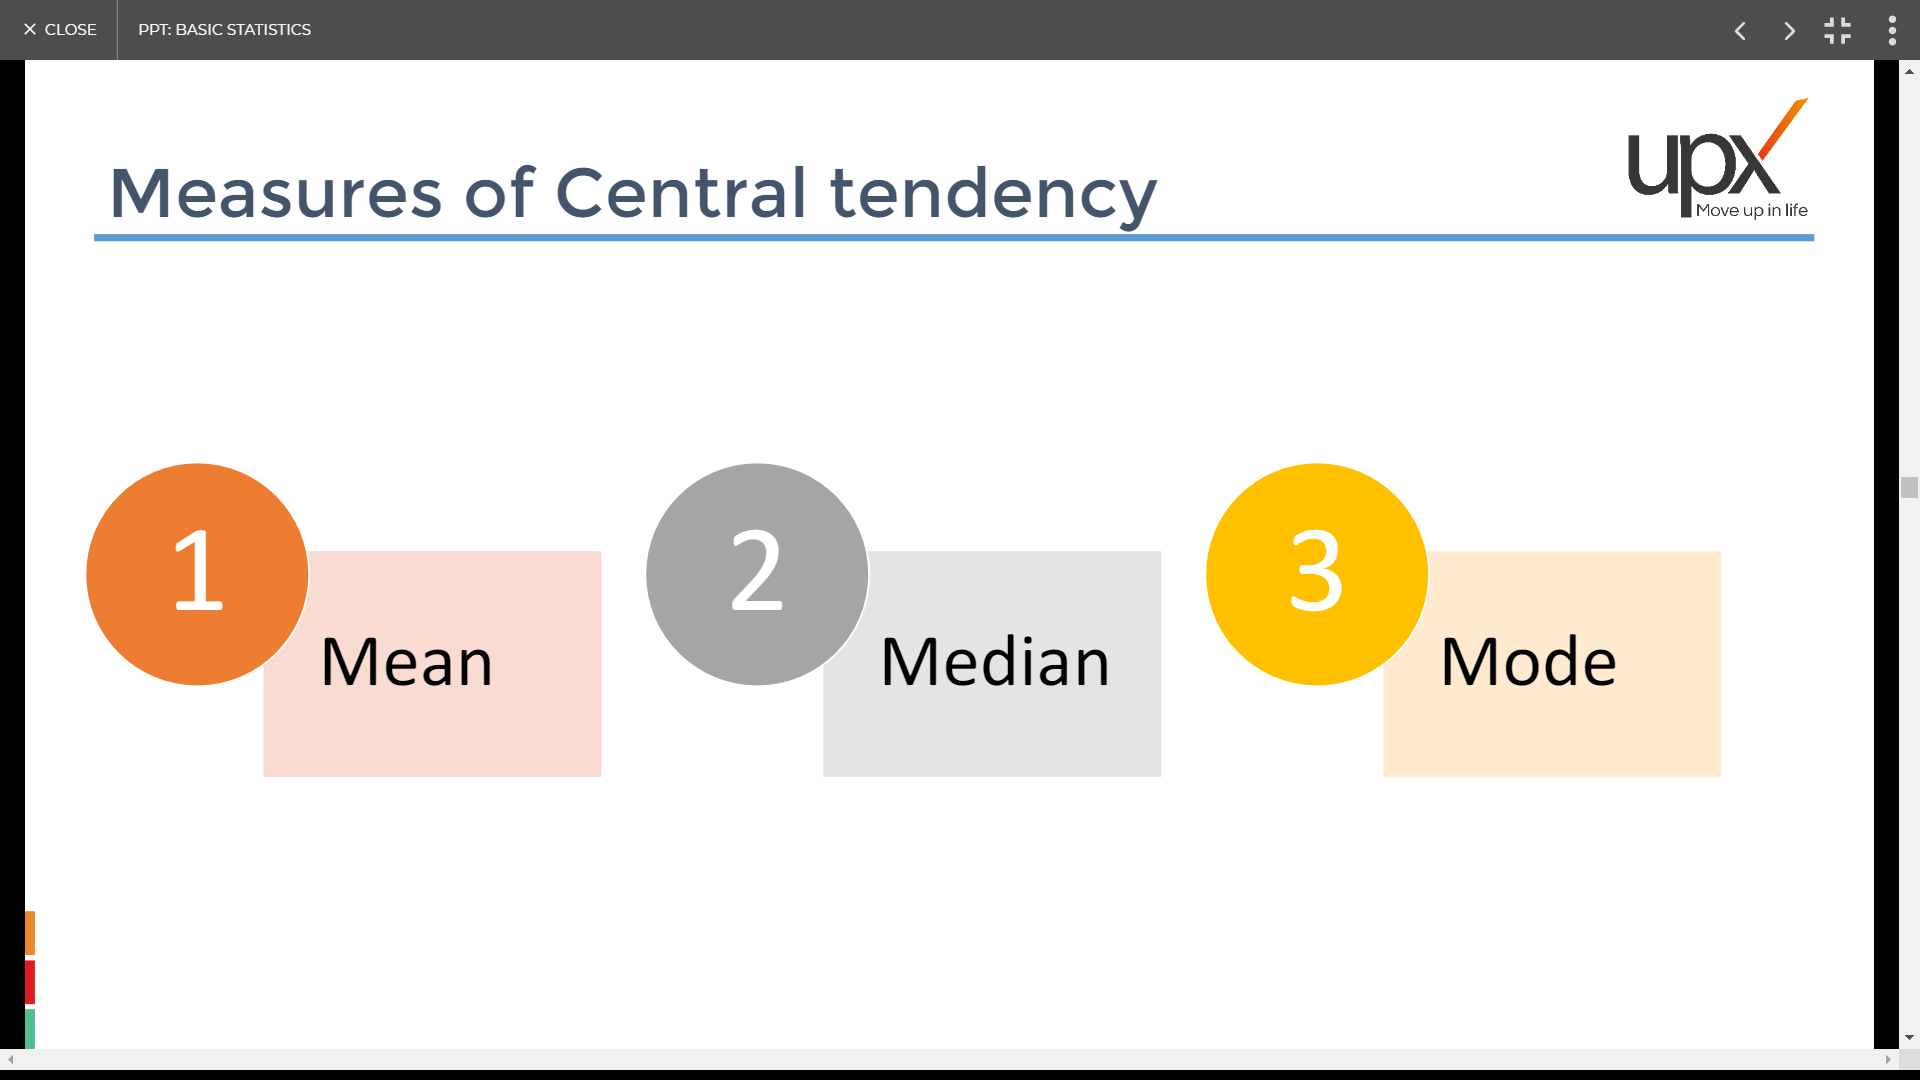 CLOSE
PPT: BASIC STATISTICS
upx
Move up in life
Measures of Central tendency
1
Mean
2
Median
3
Mode